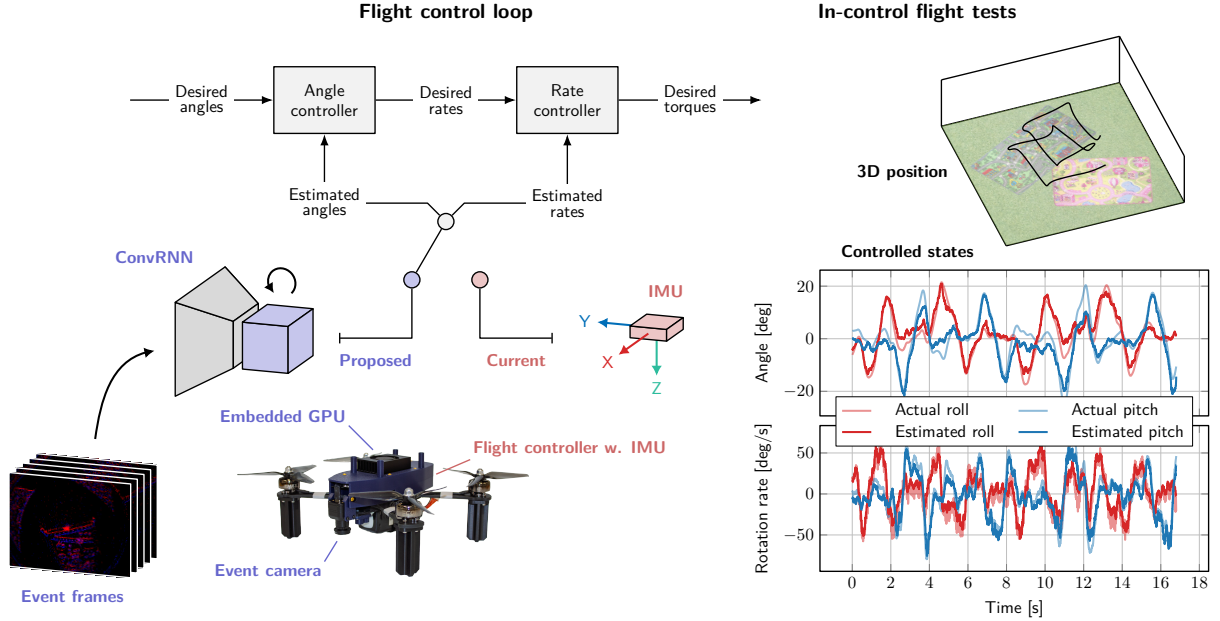 Flight control loop
Desired
angles
Angle
controller
Desired
rates
Rate
controller
Desired
torques
Estimated
angles
Estimated
rates
ConvRNN
Proposed
Current
IMU
Y
X
Z
Embedded GPU
Flight controller w. IMU
Event camera
Event frames
In-control flight tests
3D position
Controlled states
Angle [deg]
20
0
−20
Actual roll
Actual pitch
Estimated roll
Estimated pitch
Rotation rate [deg/s]
50
0
−50
0 2 4 6 8 10 12 14 16 18
Time [s]